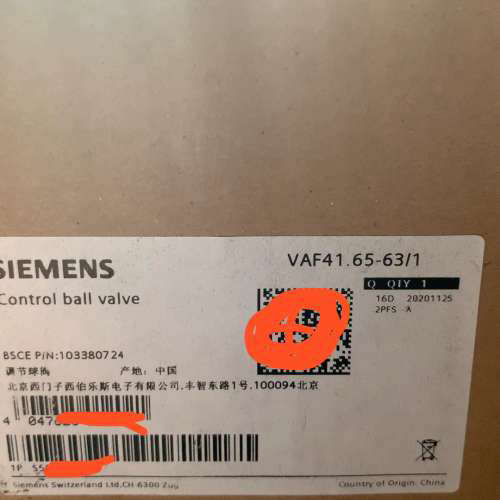 SIEMENS
VAF41.65-63/1
Control ball valve
Q QTY 1
16D 20201125
2PFS -A
BSCE P/N:103380724
调节球阀 产地: 中国
北京西门子西伯乐斯电子有限公司.丰智东路1号.100094北京
4
1P
Siemens Switzerland Ltd,CH-6300 Zug
Country of Origin: China